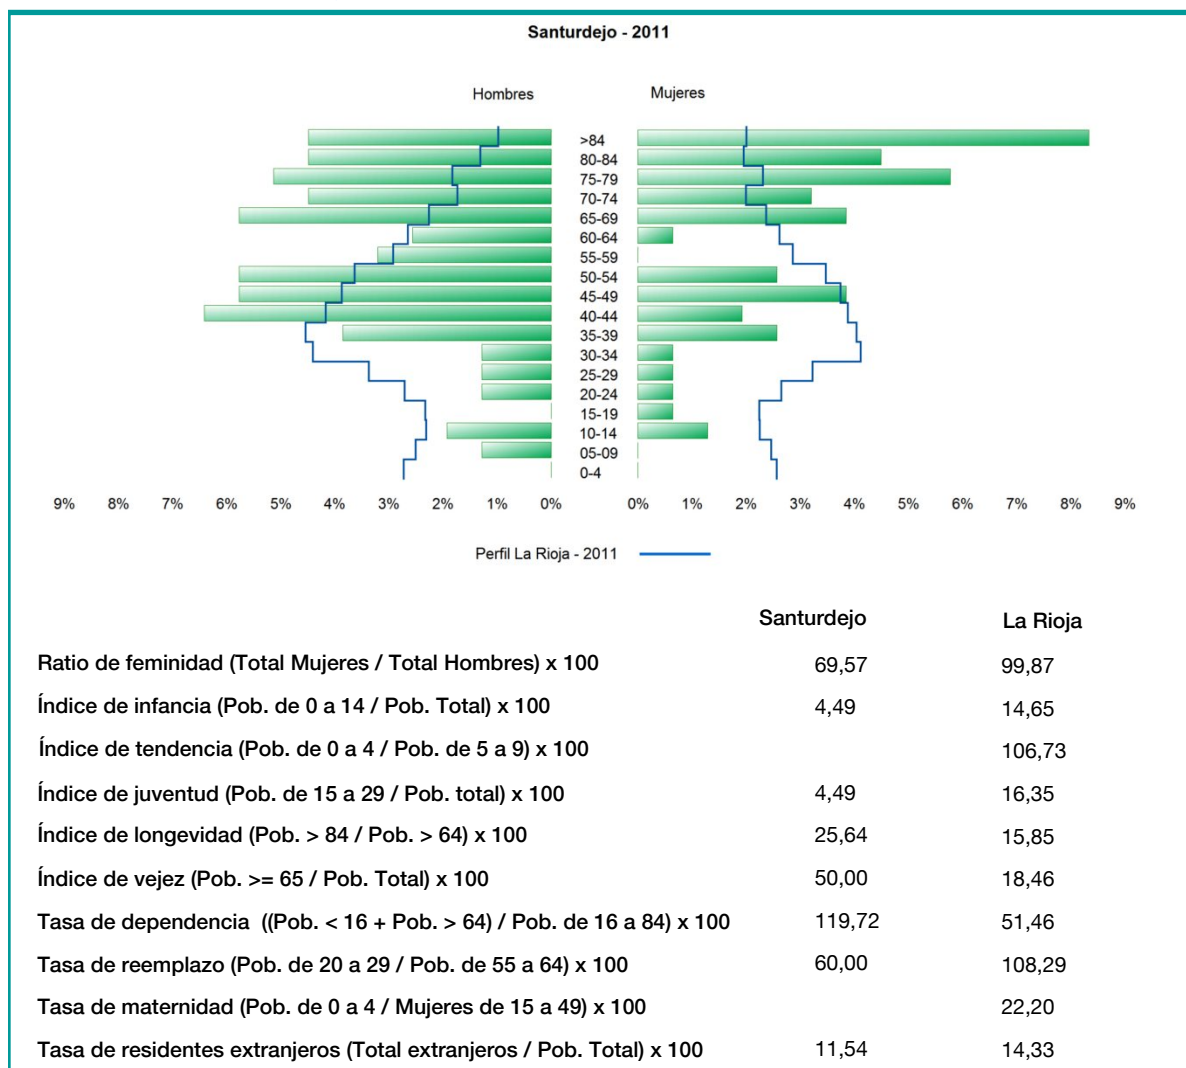 Santurdejo - 2011
Hombres Mujeres
>84
80-84
75-79
70-74
65-69
60-64
55-59
50-54
45-49
40-44
35-39
30-34
25-29
20-24
15-19
10-14
05-09
0-4
9% 8% 7% 6% 5% 4% 3% 2% 1% 0% 0% 1% 2% 3% 4% 5% 6% 7% 8% 9%
Perfil La Rioja - 2011
Santurdejo La Rioja
Ratio de feminidad (Total Mujeres / Total Hombres) x 100 69,57 99,87
Índice de infancia (Pob. de 0 a 14 / Pob. Total) x 100 4,49 14,65
Índice de tendencia (Pob. de 0 a 4 / Pob. de 5 a 9) x 100 106,73
Índice de juventud (Pob. de 15 a 29 / Pob. total) x 100 4,49 16,35
Índice de longevidad (Pob. > 84 / Pob. > 64) x 100 25,64 15,85
Índice de vejez (Pob. >= 65 / Pob. Total) x 100 50,00 18,46
Tasa de dependencia ((Pob. < 16 + Pob. > 64) / Pob. de 16 a 84) x 100 119,72 51,46
Tasa de reemplazo (Pob. de 20 a 29 / Pob. de 55 a 64) x 100 60,00 108,29
Tasa de maternidad (Pob. de 0 a 4 / Mujeres de 15 a 49) x 100 22,20
Tasa de residentes extranjeros (Total extranjeros / Pob. Total) x 100 11,54 14,33